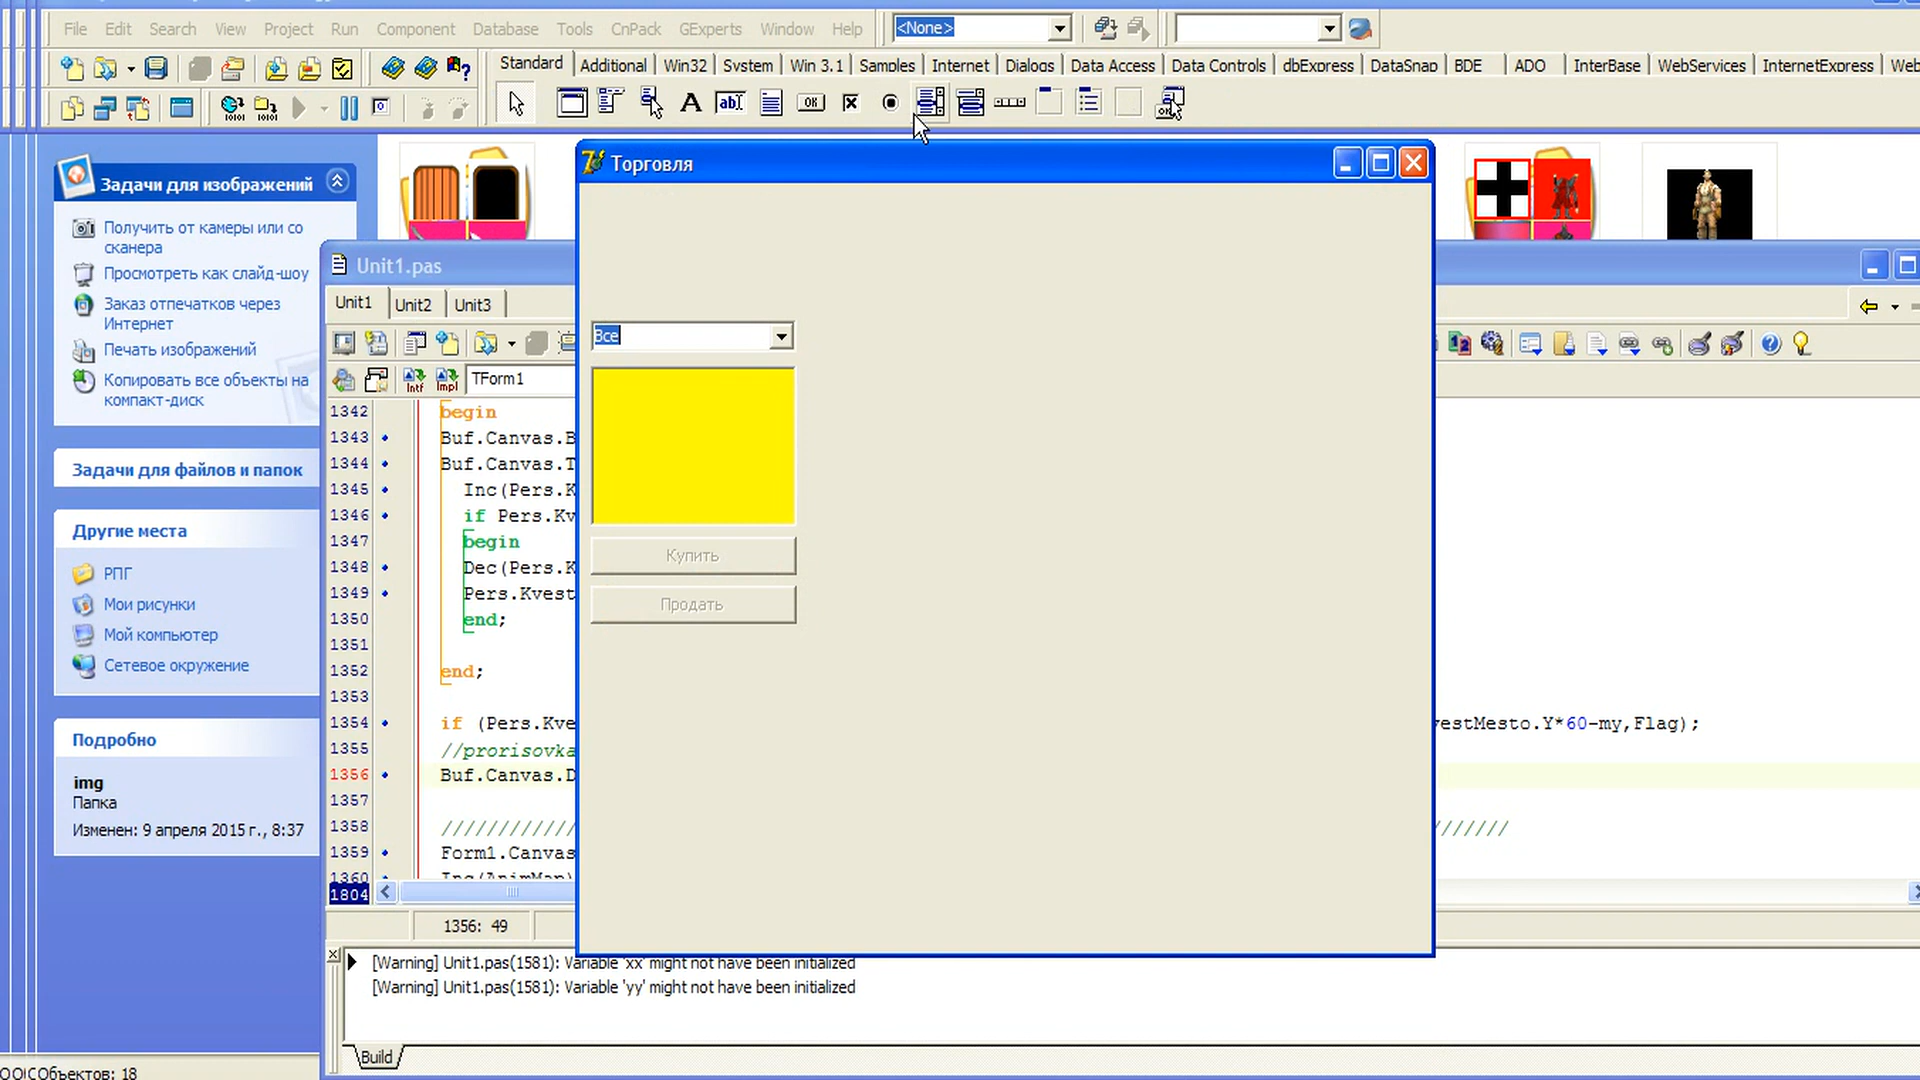 File Edit Search View Project Run Component Database Tools CnPack GExperts Window Help
<None>
Standard Additional Win32 System Win 3.1 Samples Internet Dialogs Data Access Data Controls dbExpress DataSnap BDE ADO InterBase WebServices InternetExpress
Торговля
Задачи для изображений
Получить от камеры или со
сканера
Просмотреть как слайд-шоу
Заказ отпечатков через
Интернет
Печать изображений
Копировать все объекты на
компакт-диск
Задачи для файлов и папок
Другие места
РПГ
Мои рисунки
Мой компьютер
Сетевое окружение
Подробно
img
Папка
Изменен: 9 апреля 2015 г., 8:37
Объектов: 18
Unit1.pas
Unit1 Unit2 Unit3
Intf Impl TForm1
Все
Купить
Продать
1342 begin
1343 Buf.Canvas.B
1344 Buf.Canvas.T
1345 Inc(Pers.K
1346 if Pers.Kv
1347 begin
1348 Dec(Pers.K
1349 Pers.Kvest
1350 end;
1351
1352 end;
1353
1354 if (Pers.Kve vestMesto.Y*60-my,Flag);
1355 //prorisovka
1356 Buf.Canvas.D
1357
1358 //////////// ///////
1359 Form1.Canvas
1360 Inc(AnimMap)
1804
1356: 49
[Warning] Unit1.pas(1581): Variable 'xx' might not have been initialized
[Warning] Unit1.pas(1581): Variable 'yy' might not have been initialized
Build